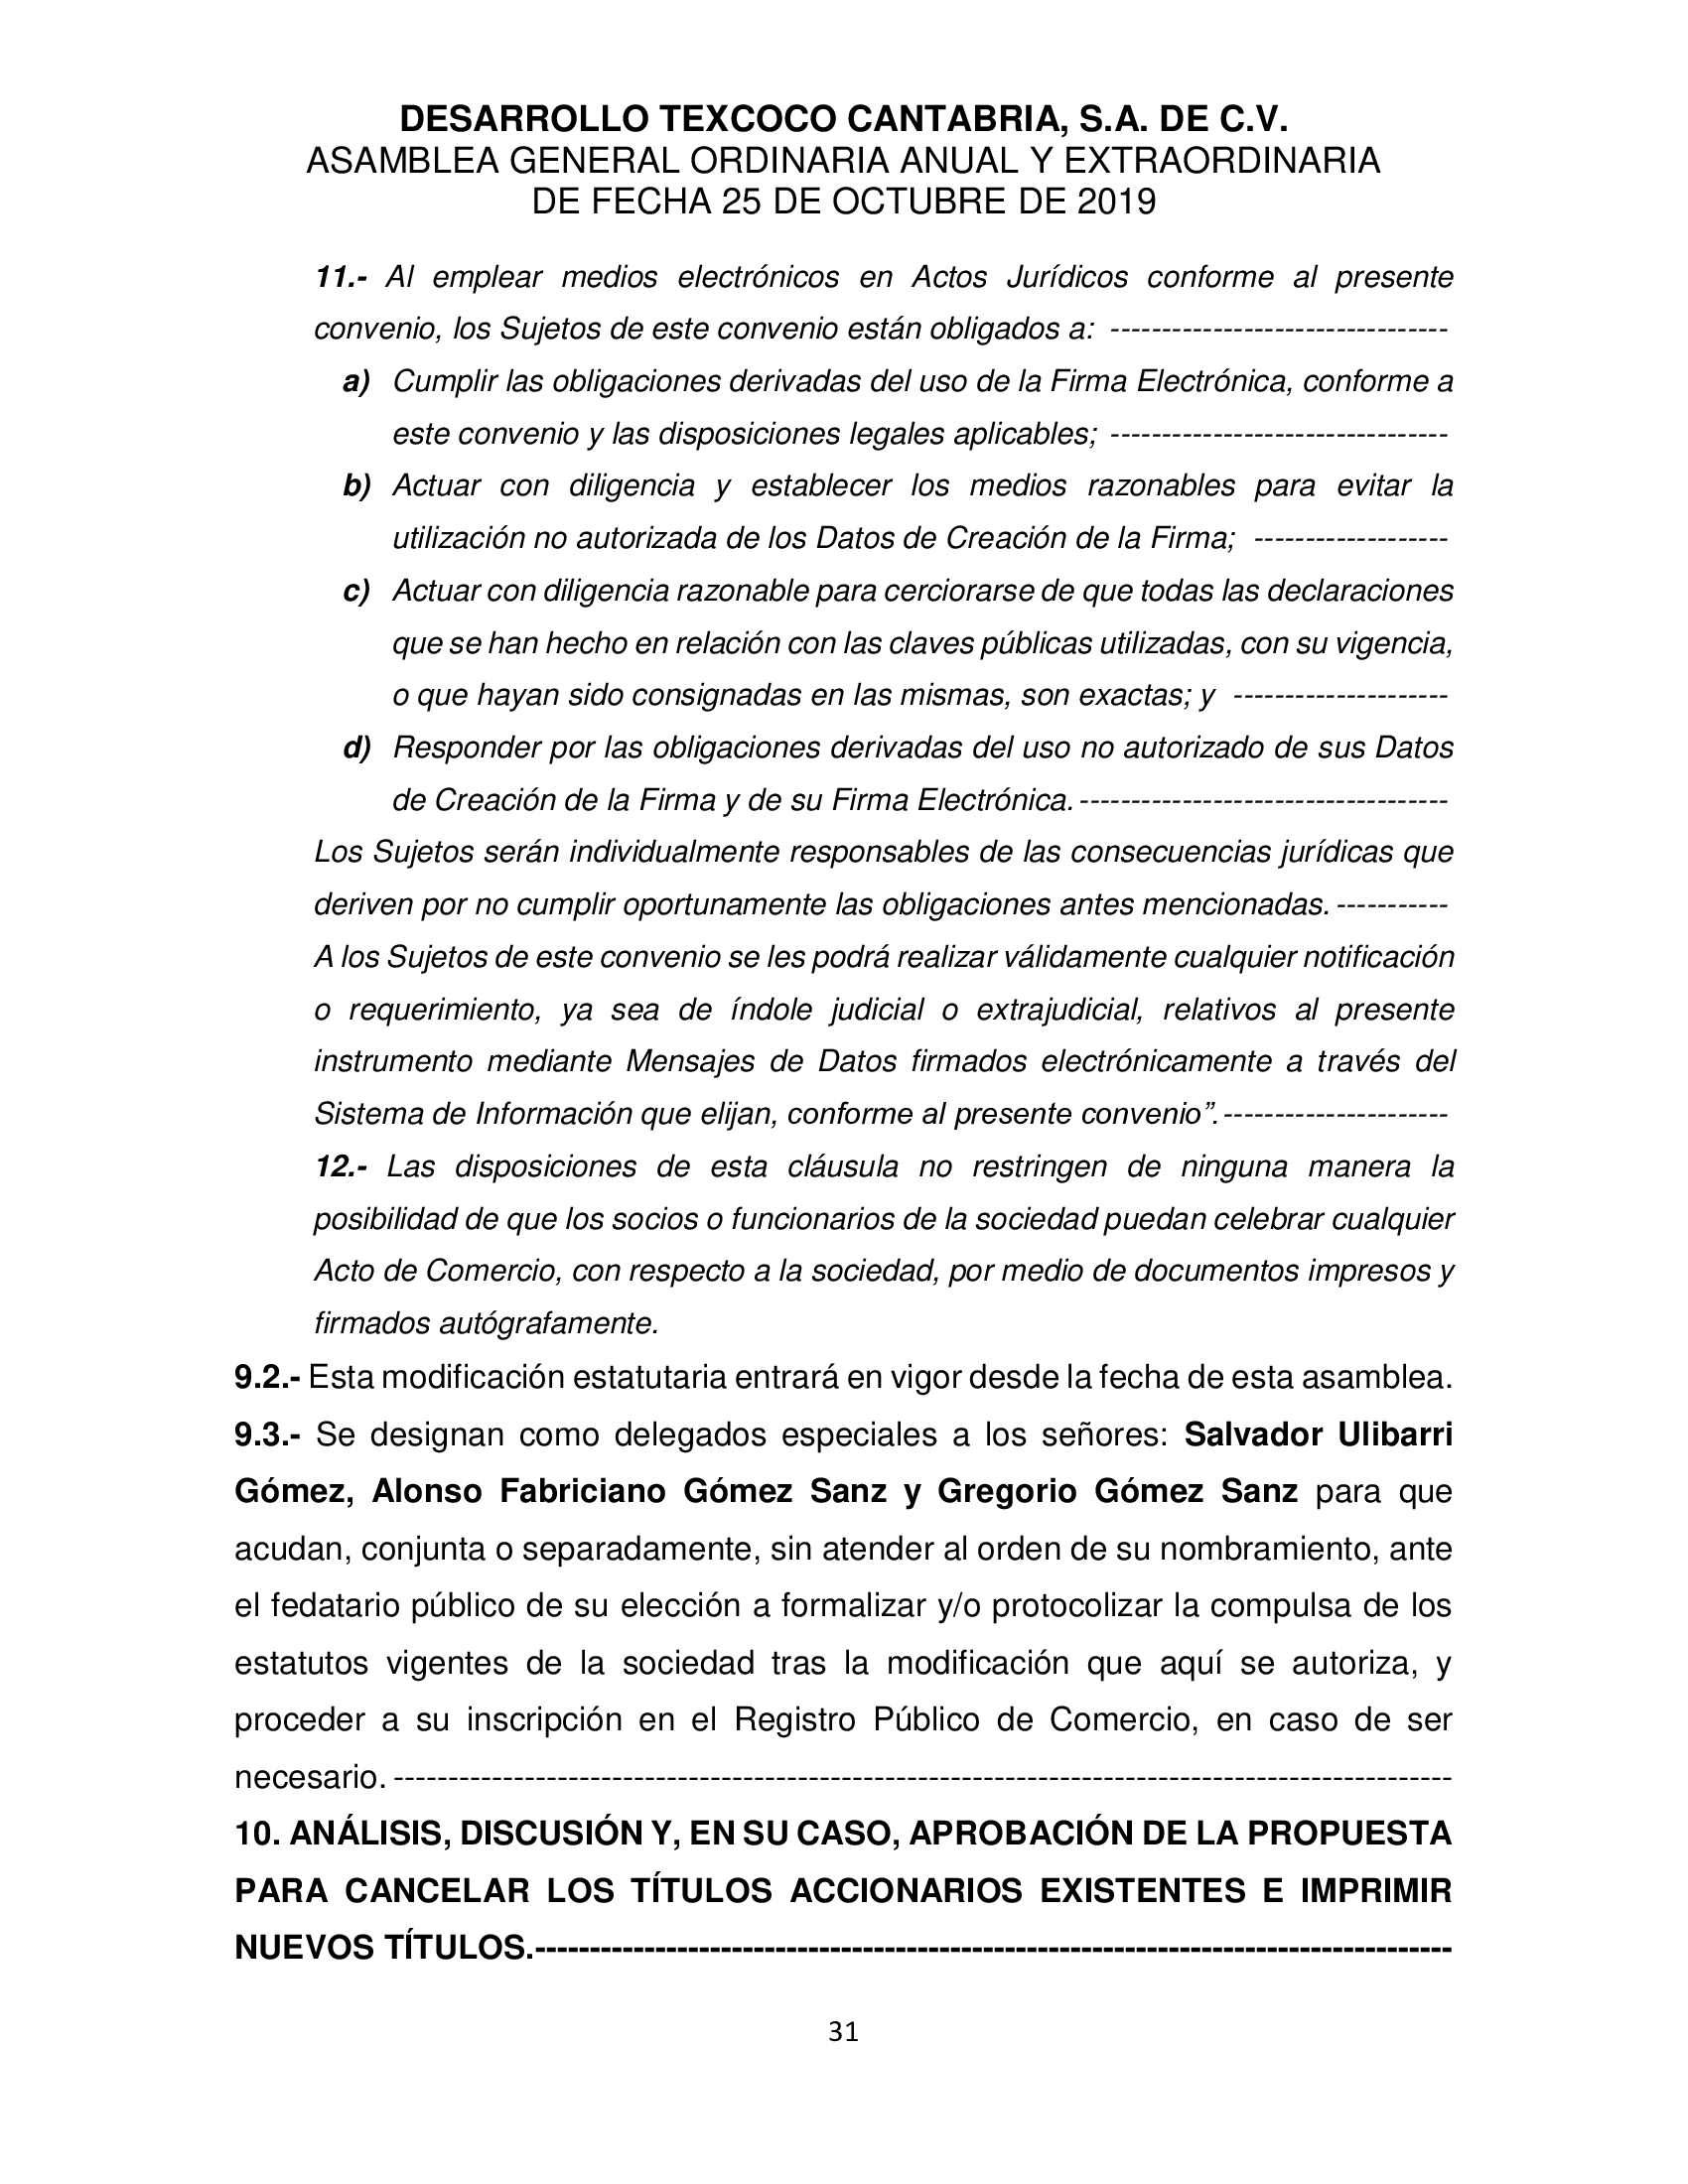 DESARROLLO TEXCOCO CANTABRIA, S.A. DE C.V.
ASAMBLEA GENERAL ORDINARIA ANUAL Y EXTRAORDINARIA
DE FECHA 25 DE OCTUBRE DE 2019
11.- Al emplear medios electrónicos en Actos Jurídicos conforme al presente
convenio, los Sujetos de este convenio están obligados a: ---------------------------------
a) Cumplir las obligaciones derivadas del uso de la Firma Electrónica, conforme a
este convenio y las disposiciones legales aplicables; ---------------------------------
b) Actuar con diligencia y establecer los medios razonables para evitar la
utilización no autorizada de los Datos de Creación de la Firma; -------------------
c) Actuar con diligencia razonable para cerciorarse de que todas las declaraciones
que se han hecho en relación con las claves públicas utilizadas, con su vigencia,
o que hayan sido consignadas en las mismas, son exactas; y ---------------------
d) Responder por las obligaciones derivadas del uso no autorizado de sus Datos
de Creación de la Firma y de su Firma Electrónica. ------------------------------------
Los Sujetos serán individualmente responsables de las consecuencias jurídicas que
deriven por no cumplir oportunamente las obligaciones antes mencionadas. -----------
A los Sujetos de este convenio se les podrá realizar válidamente cualquier notificación
o requerimiento, ya sea de índole judicial o extrajudicial, relativos al presente
instrumento mediante Mensajes de Datos firmados electrónicamente a través del
Sistema de Información que elijan, conforme al presente convenio”. ----------------------
12.- Las disposiciones de esta cláusula no restringen de ninguna manera la
posibilidad de que los socios o funcionarios de la sociedad puedan celebrar cualquier
Acto de Comercio, con respecto a la sociedad, por medio de documentos impresos y
firmados autógrafamente.
9.2.- Esta modificación estatutaria entrará en vigor desde la fecha de esta asamblea.
9.3.- Se designan como delegados especiales a los señores: Salvador Ulibarri
Gómez, Alonso Fabriciano Gómez Sanz y Gregorio Gómez Sanz para que
acudan, conjunta o separadamente, sin atender al orden de su nombramiento, ante
el fedatario público de su elección a formalizar y/o protocolizar la compulsa de los
estatutos vigentes de la sociedad tras la modificación que aquí se autoriza, y
proceder a su inscripción en el Registro Público de Comercio, en caso de ser
necesario. -------------------------------------------------------------------------------------------------
10. ANÁLISIS, DISCUSIÓN Y, EN SU CASO, APROBACIÓN DE LA PROPUESTA
PARA CANCELAR LOS TÍTULOS ACCIONARIOS EXISTENTES E IMPRIMIR
NUEVOS TÍTULOS.------------------------------------------------------------------------------------
31